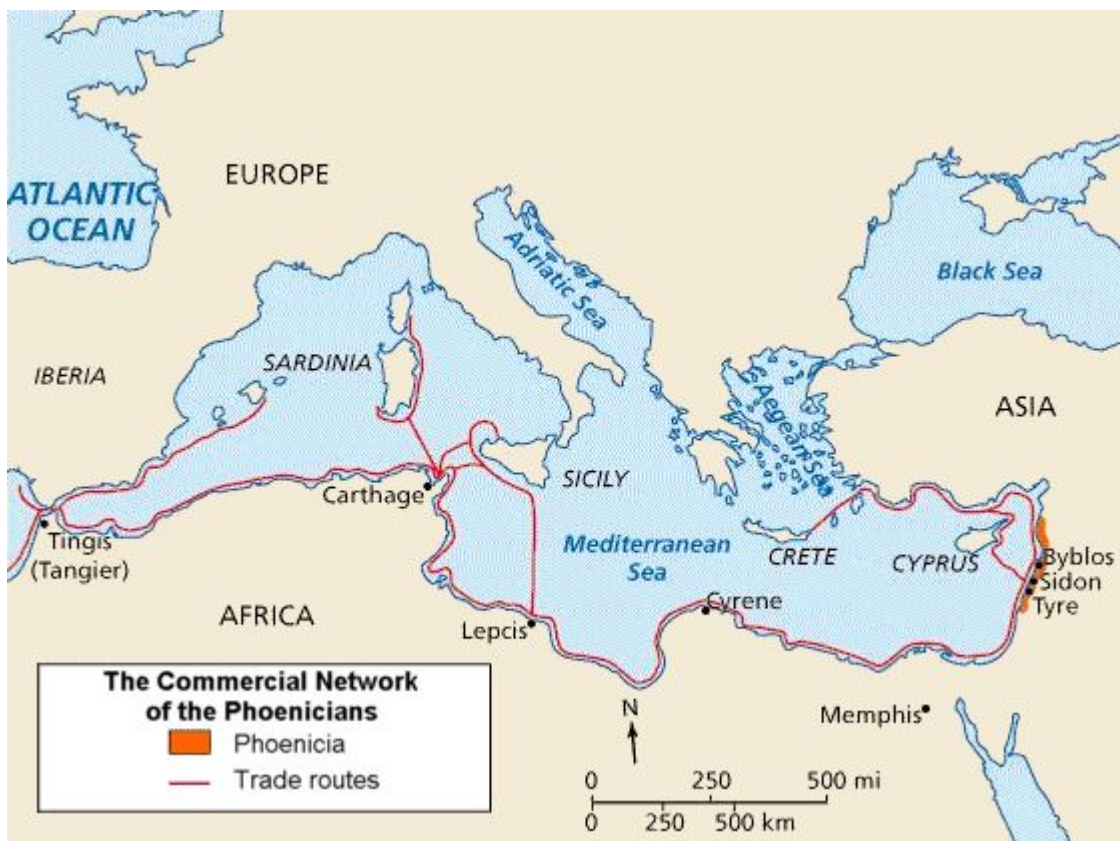 EUROPE
ATLANTIC
OCEAN
Adriatic Sea
Black Sea
SARDINIA
IBERIA
Aegean Sea
ASIA
SICILY
Carthage
Mediterranean
Sea
CRETE
CYPRUS
Byblos
Sidon
Tyre
Tingis
(Tangier)
AFRICA
Lepcis
Cyrene
Memphis
The Commercial Network
of the Phoenicians
Phoenicia
Trade routes
N
0 250 500 mi
0 250 500 km